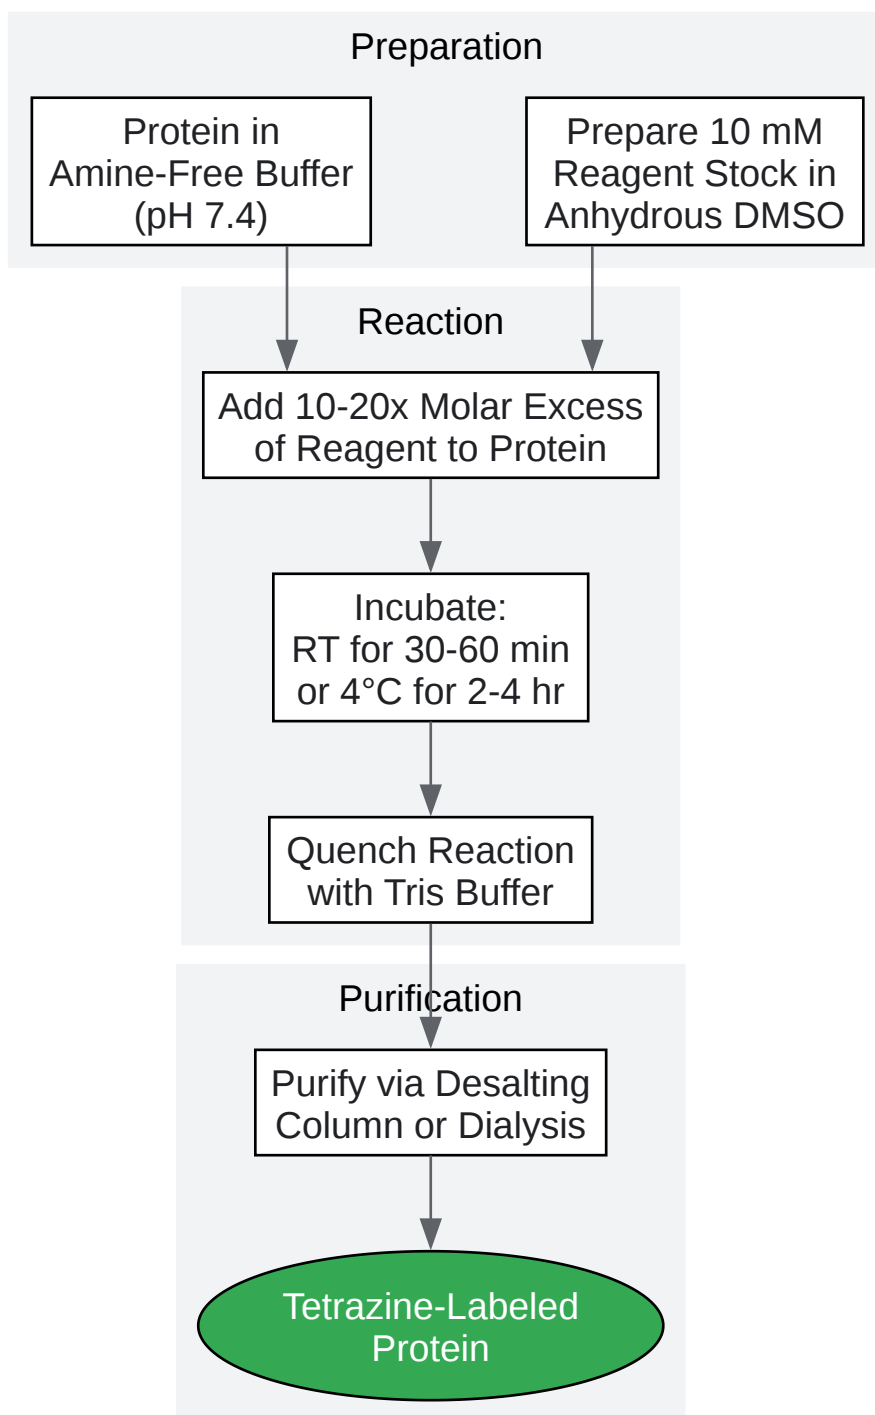 Preparation
Protein in
Amine-Free Buffer
(pH 7.4)
Prepare 10 mM
Reagent Stock in
Anhydrous DMSO
Reaction
Add 10-20x Molar Excess
of Reagent to Protein
Incubate:
RT for 30-60 min
or 4°C for 2-4 hr
Quench Reaction
with Tris Buffer
Purification
Purify via Desalting
Column or Dialysis
Tetrazine-Labeled
Protein